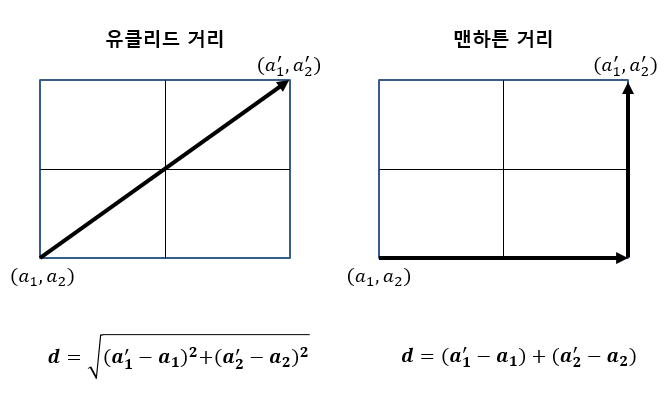 유클리드 거리
(a′₁, a′₂)
(a₁, a₂)
d = √((a′₁ − a₁)²+(a′₂ − a₂)²)
맨하튼 거리
(a′₁, a′₂)
(a₁, a₂)
d = (a′₁ − a₁) + (a′₂ − a₂)